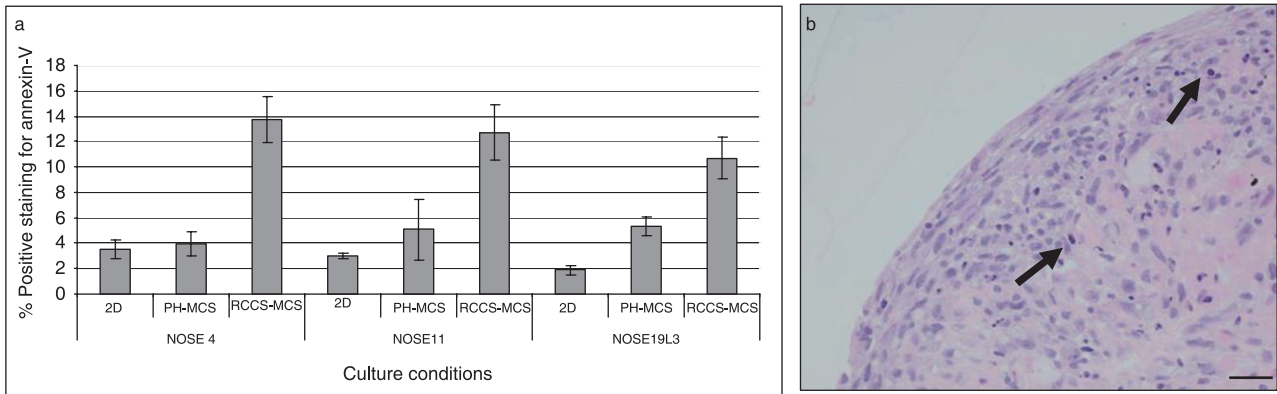 a
% Positive staining for annexin-V
18
16
14
12
10
8
6
4
2
0
2D PH-MCS RCCS-MCS 2D PH-MCS RCCS-MCS 2D PH-MCS RCCS-MCS
NOSE 4 NOSE11 NOSE19L3
Culture conditions
b